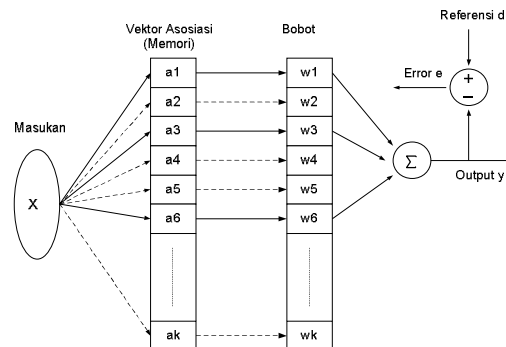 Vektor Asosiasi
(Memori)
Bobot
Referensi d
Error e
+
−
Masukan
X
a1
w1
a2
w2
a3
w3
a4
w4
a5
w5
a6
w6
ak
wk
Σ
Output y